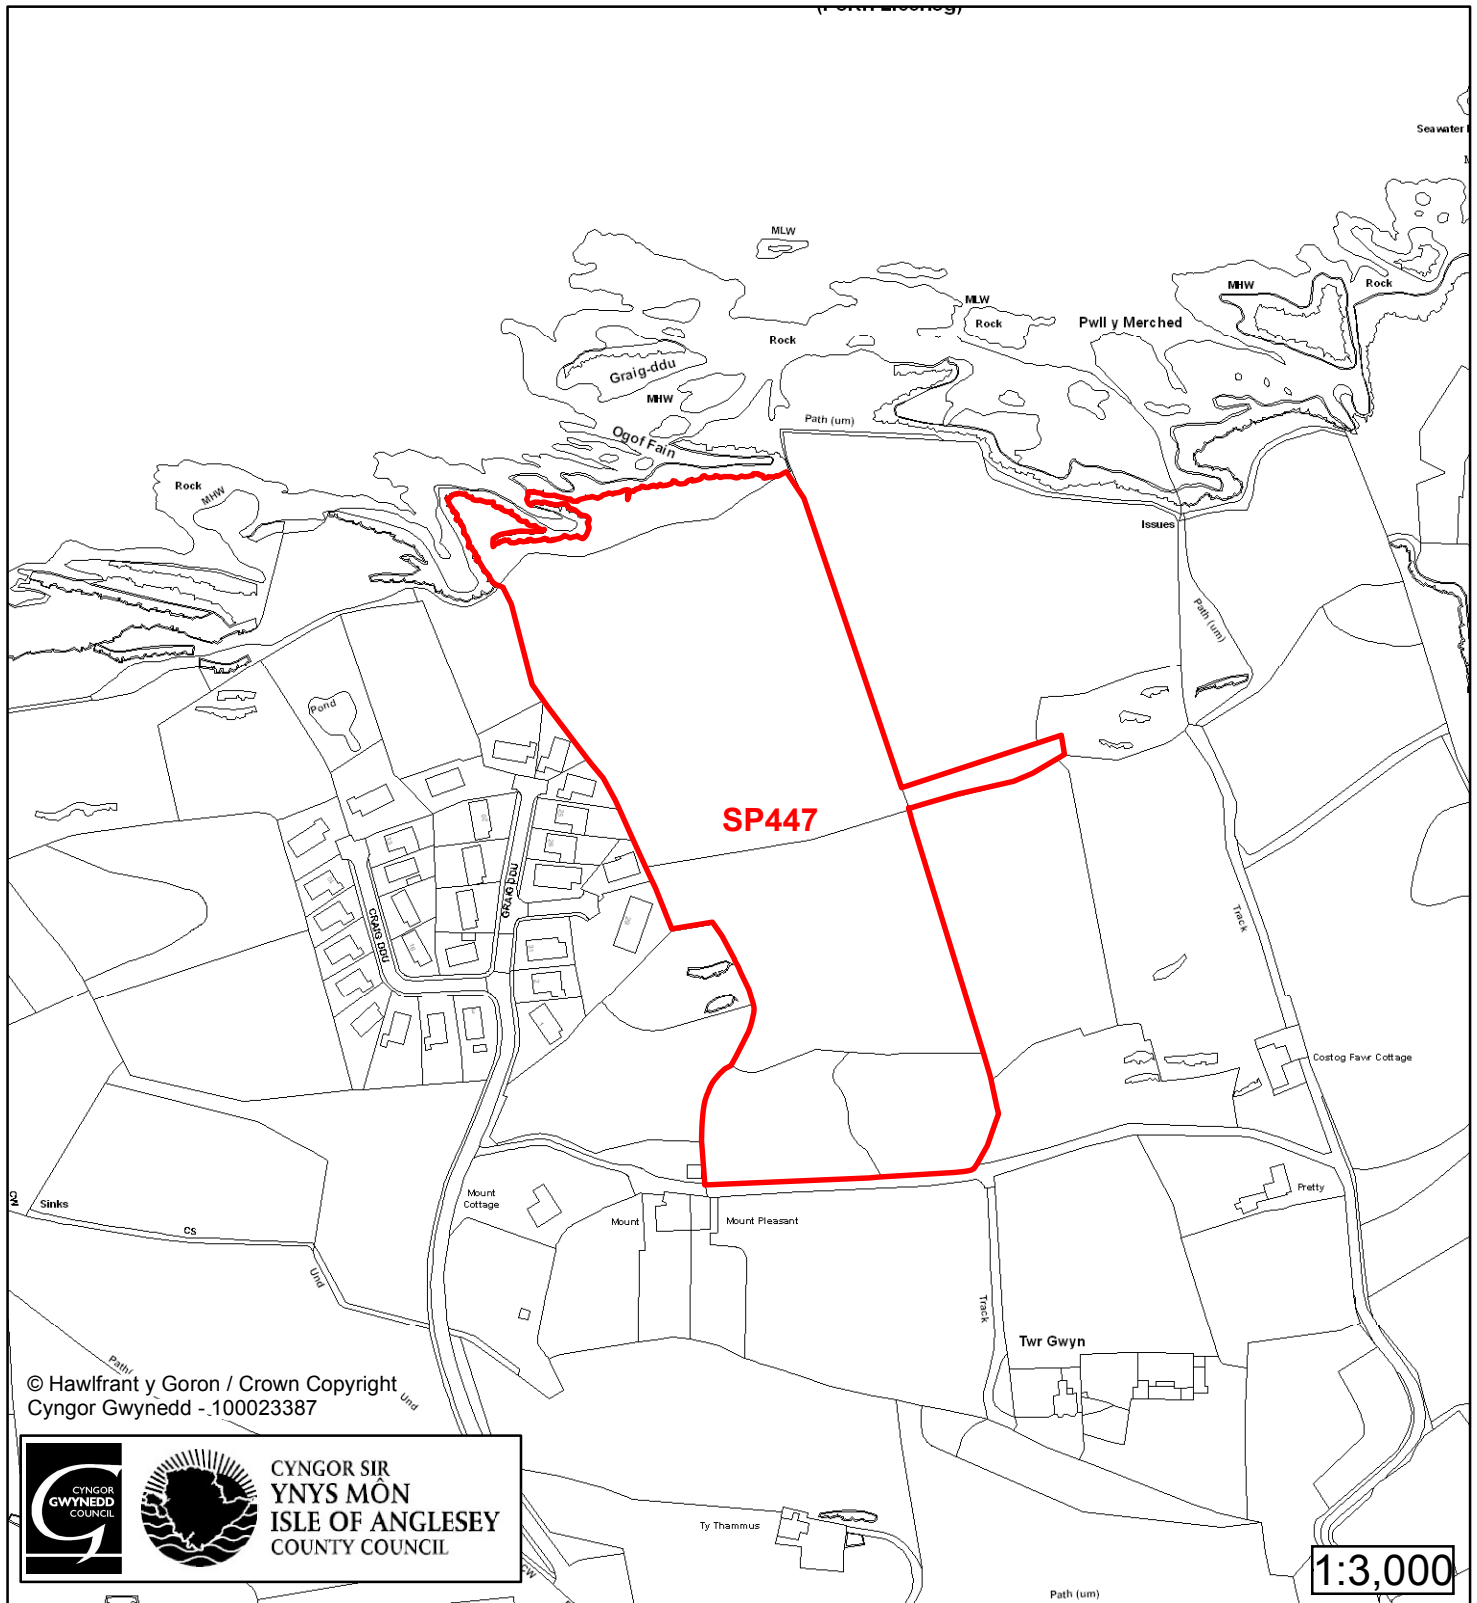 MLW
MLW
Rock
Rock
Pwll y Merched
MHW
Rock
Graig-ddu
MHW
Ogof Fain
Path (um)
Rock
MHW
Issues
Path (um)
Pond
SP447
CRAIG DDU
GRAIG DDU
Track
Costog Fawr Cottage
Sinks
CS
Und
Mount
Cottage
Mount
Mount Pleasant
Pretty
Track
Twr Gwyn
© Hawlfrant y Goron / Crown Copyright
Und
Cyngor Gwynedd - 100023387
CYNGOR
GWYNEDD
COUNCIL
CYNGOR SIR
YNYS MÔN
ISLE OF ANGLESEY
COUNTY COUNCIL
Ty Thammus
Path (um)
1:3,000